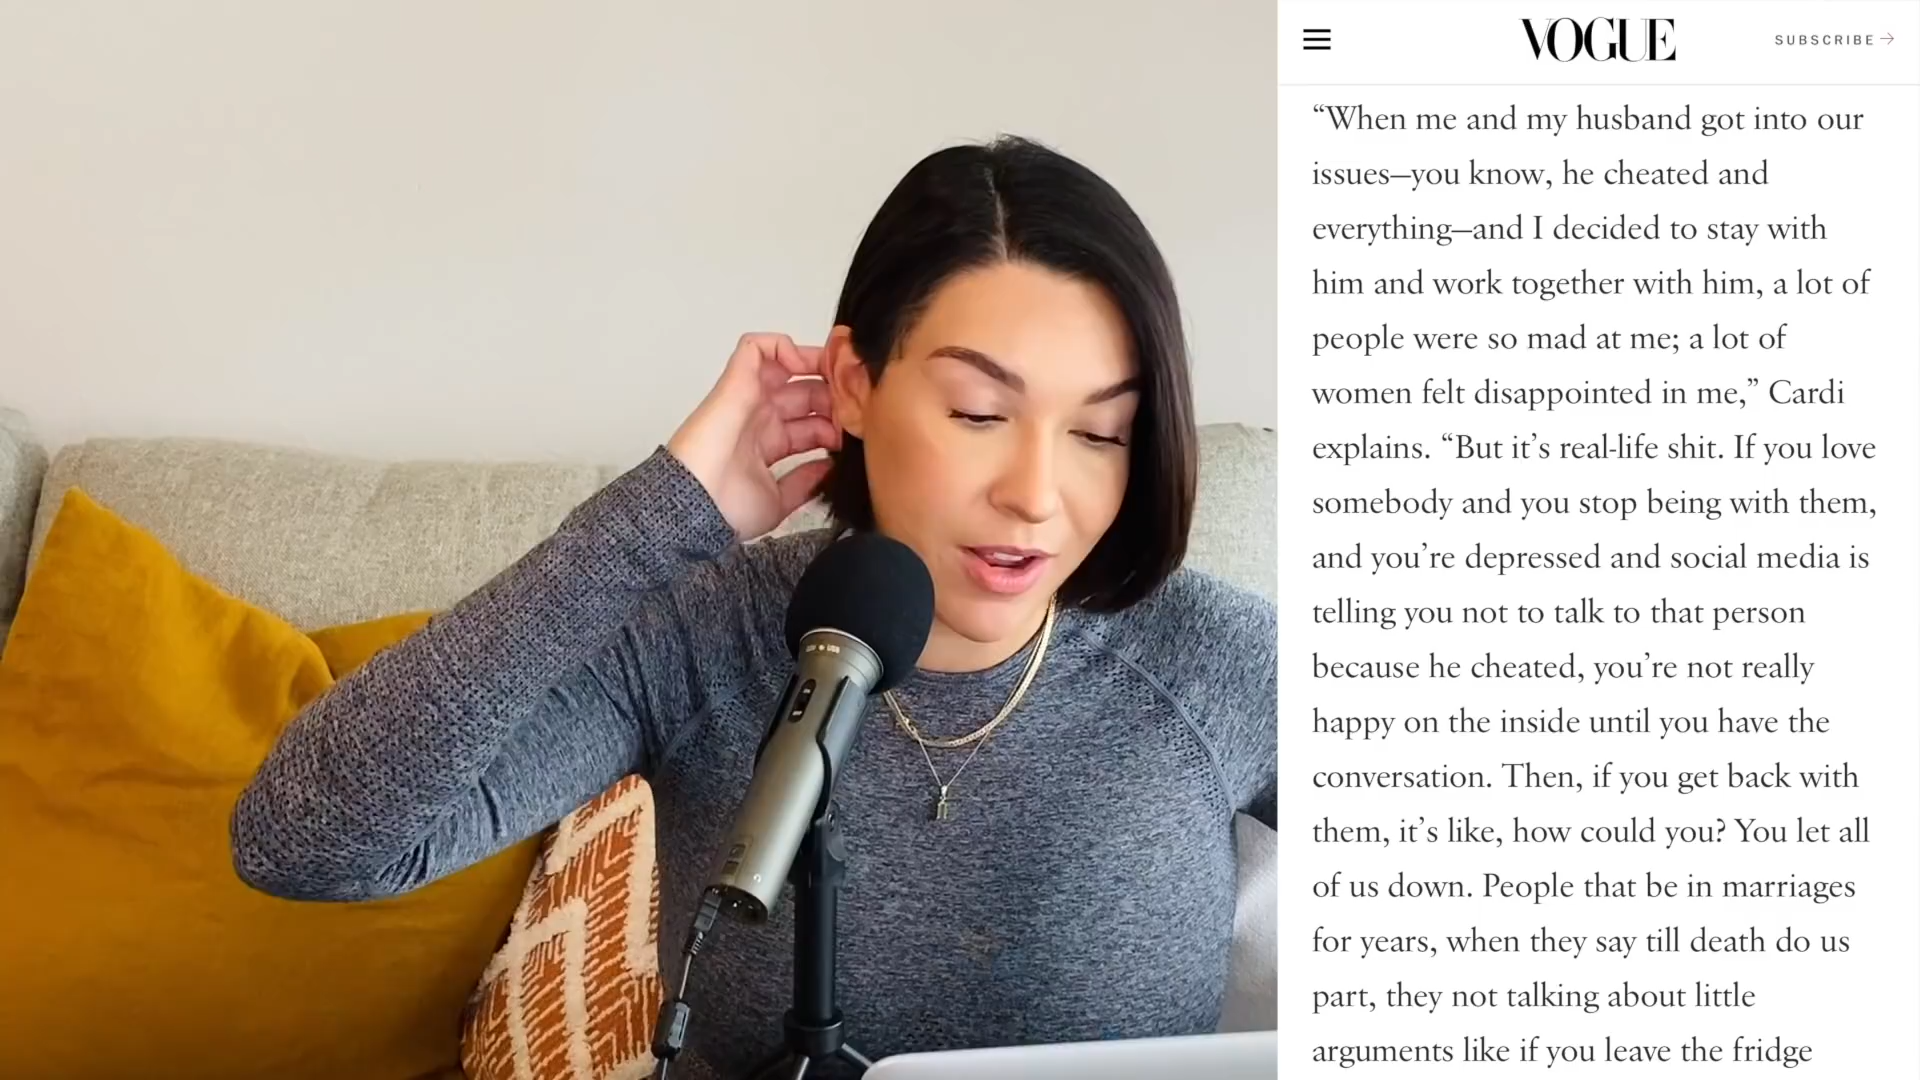 VOGUE
SUBSCRIBE
“When me and my husband got into our
issues—you know, he cheated and
everything—and I decided to stay with
him and work together with him, a lot of
people were so mad at me; a lot of
women felt disappointed in me,” Cardi
explains. “But it’s real-life shit. If you love
somebody and you stop being with them,
and you’re depressed and social media is
telling you not to talk to that person
because he cheated, you’re not really
happy on the inside until you have the
conversation. Then, if you get back with
them, it’s like, how could you? You let all
of us down. People that be in marriages
for years, when they say till death do us
part, they not talking about little
arguments like if you leave the fridge